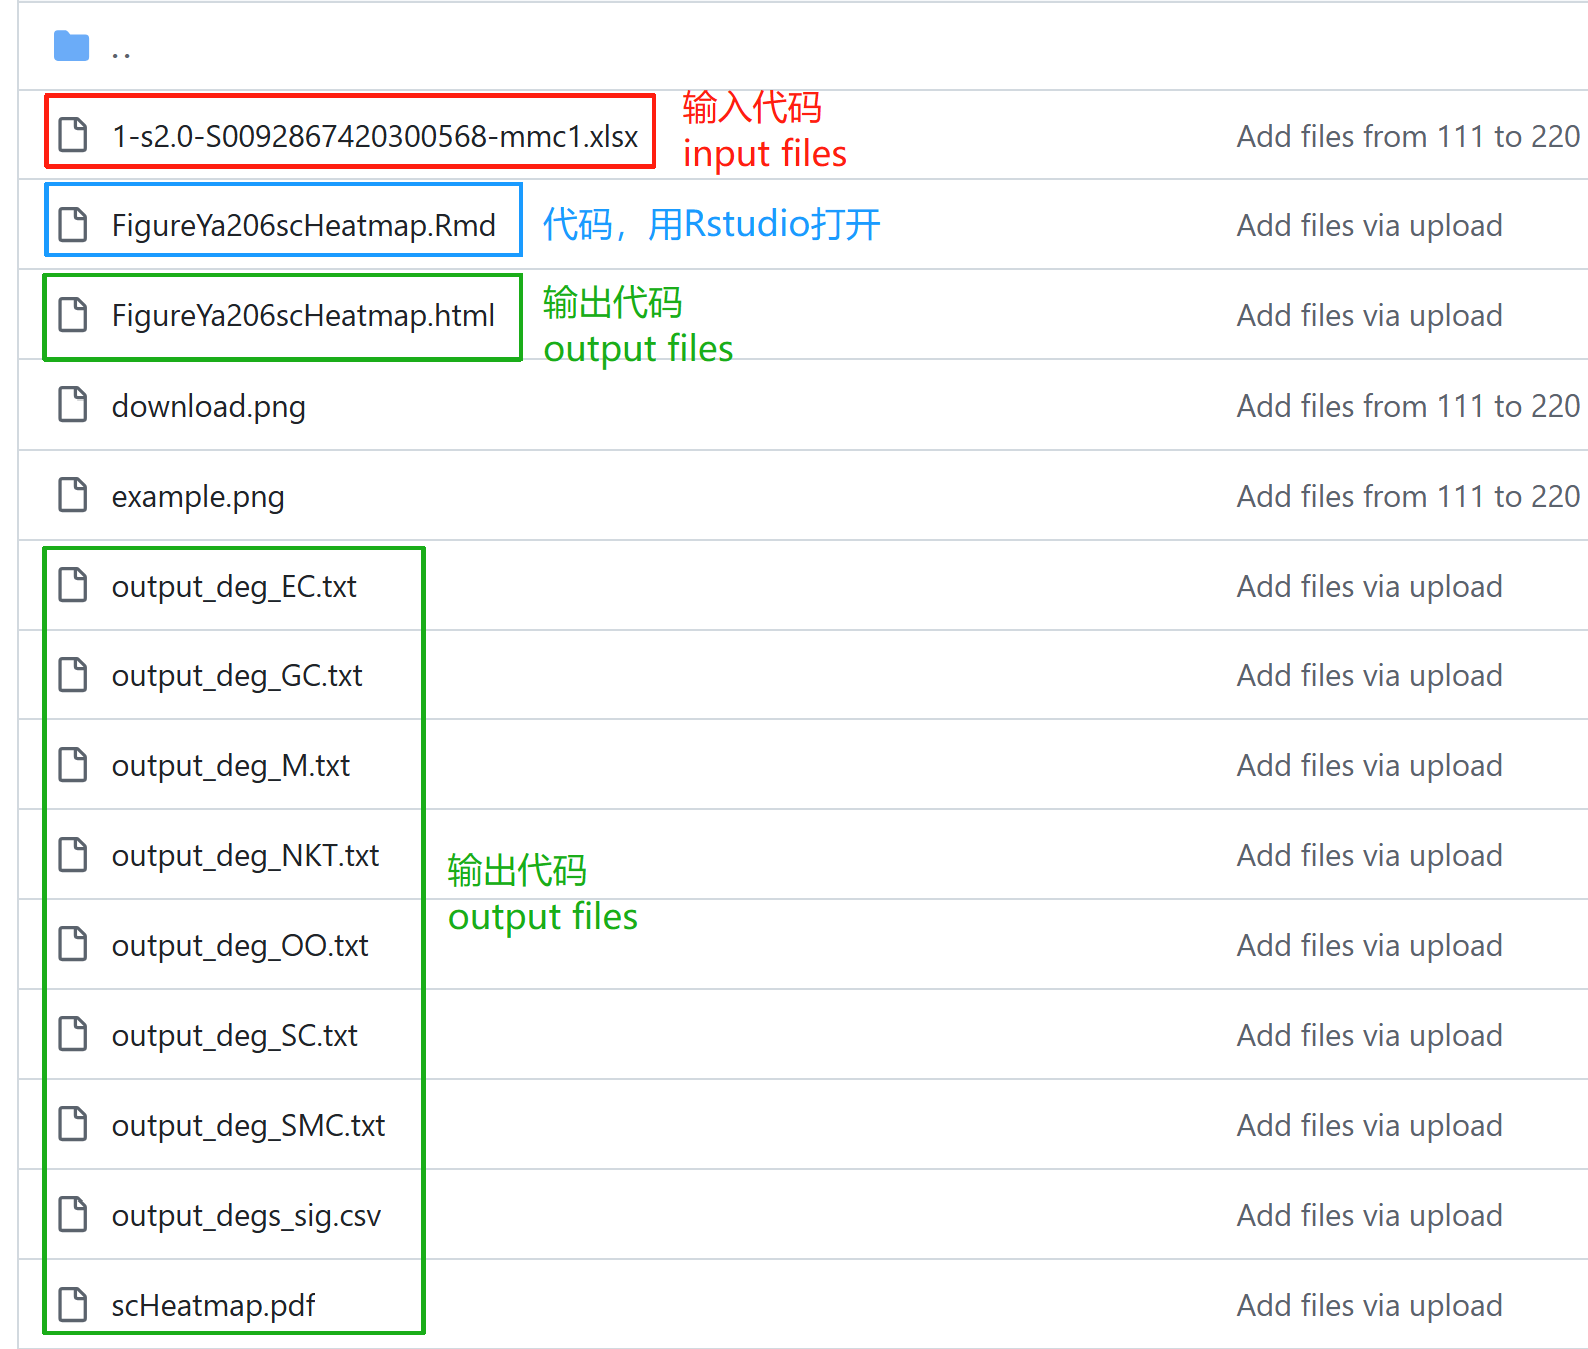 ..
1-s2.0-S0092867420300568-mmc1.xlsx
输入代码
input files
Add files from 111 to 220
FigureYa206scHeatmap.Rmd
代码，用Rstudio打开
Add files via upload
FigureYa206scHeatmap.html
输出代码
output files
Add files via upload
download.png
Add files from 111 to 220
example.png
Add files from 111 to 220
output_deg_EC.txt
Add files via upload
output_deg_GC.txt
Add files via upload
output_deg_M.txt
Add files via upload
output_deg_NKT.txt
Add files via upload
输出代码
output files
output_deg_OO.txt
Add files via upload
output_deg_SC.txt
Add files via upload
output_deg_SMC.txt
Add files via upload
output_degs_sig.csv
Add files via upload
scHeatmap.pdf
Add files via upload